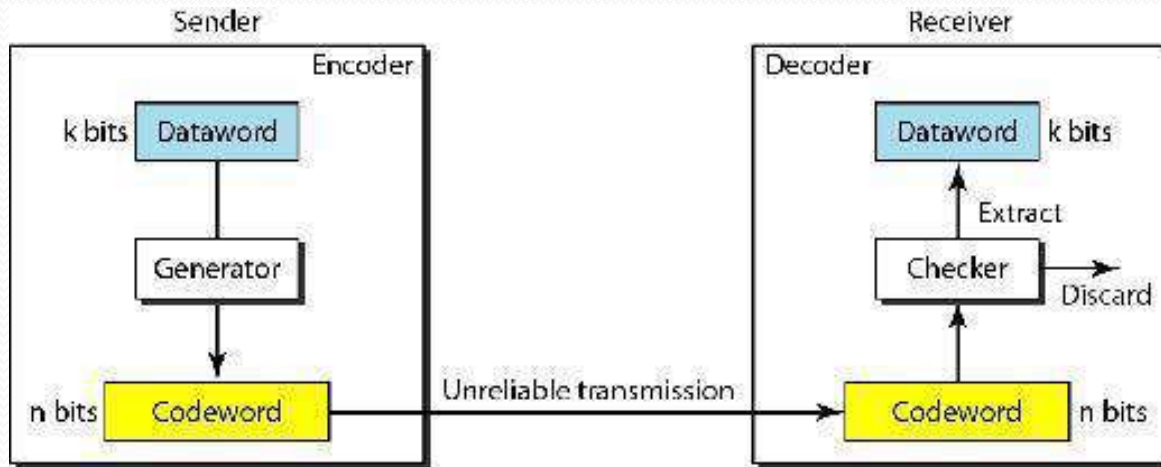 Sender
Receiver
Encoder
Decoder
k bits
Dataword
Dataword
k bits
Extract
Generator
Checker
Discard
Unreliable transmission
n bits
Codeword
Codeword
n bits